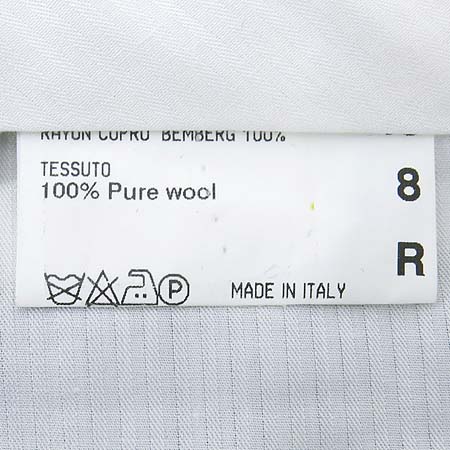 RAYON CUPRO BEMBERG 100%
TESSUTO
100% Pure wool
8
R
P
MADE IN ITALY